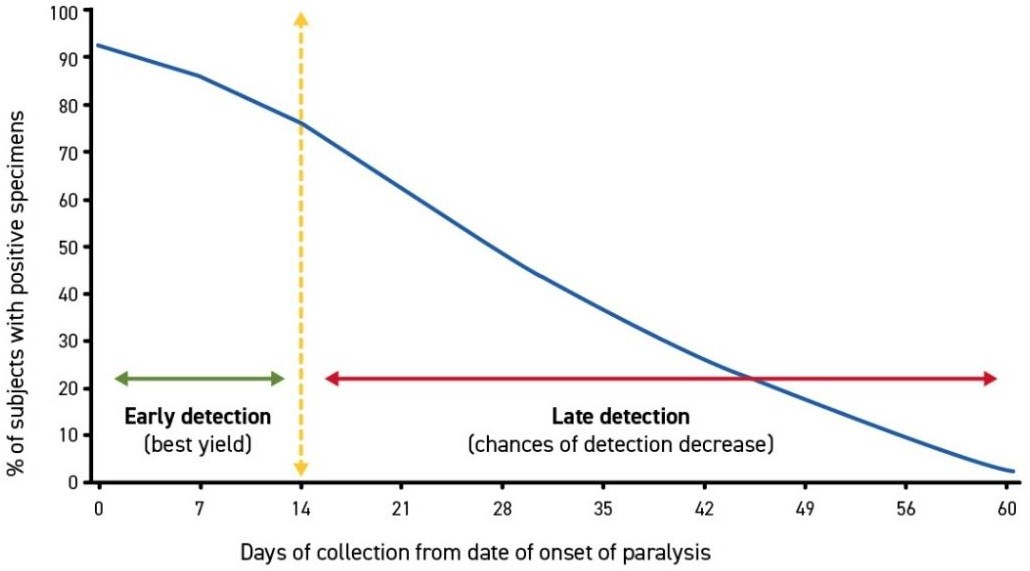 % of subjects with positive specimens
100
90
80
70
60
50
40
30
20
10
0
Early detection
(best yield)
Late detection
(chances of detection decrease)
0 7 14 21 28 35 42 49 56 60
Days of collection from date of onset of paralysis